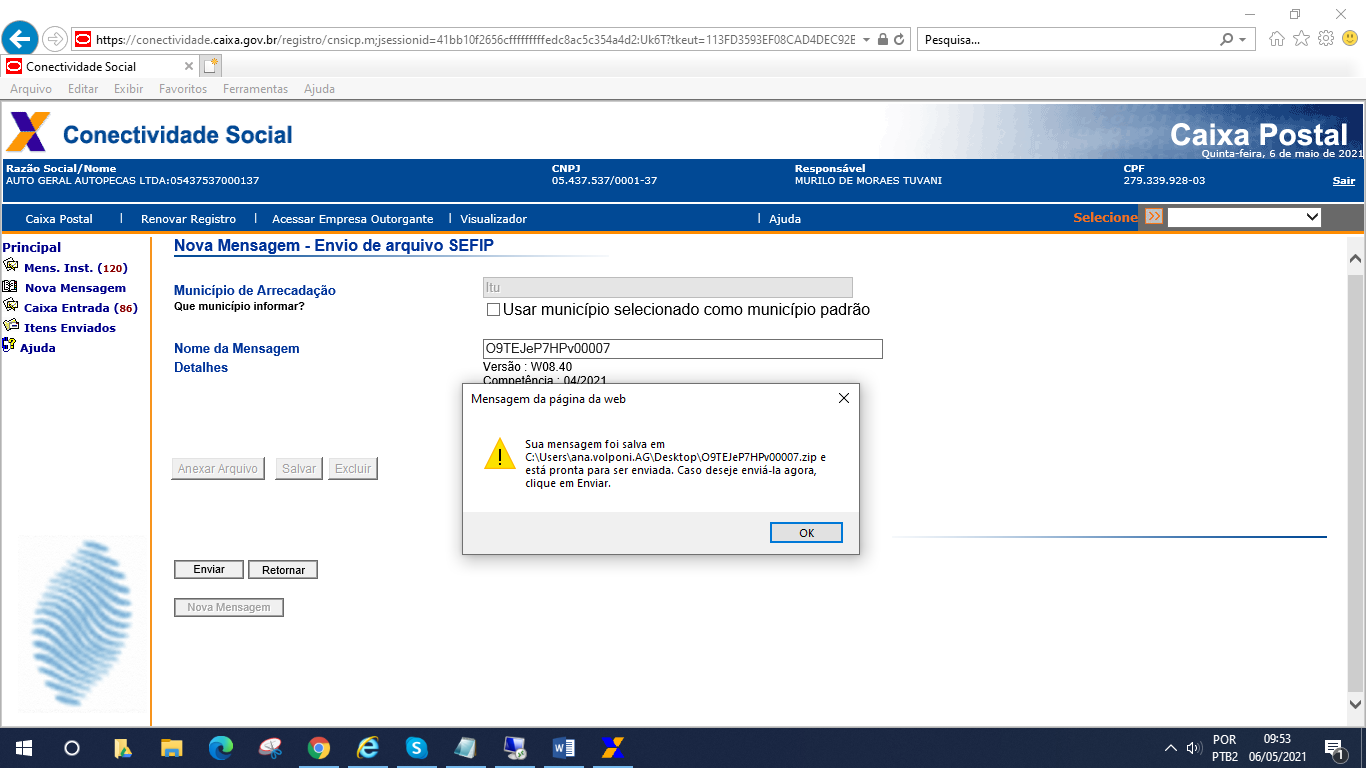 https://conectividade.caixa.gov.br/registro/cnsicp.m;jsessionid=41bb10f2656cfffffffffedc8ac5c354a4d2:Uk6T?tkeut=113FD3593EF08CAD4DEC92E
Pesquisa...
Conectividade Social
Arquivo Editar Exibir Favoritos Ferramentas Ajuda
Conectividade Social
Caixa Postal
Quinta-feira, 6 de maio de 2021
Razão Social/Nome CNPJ Responsável CPF
AUTO GERAL AUTOPECAS LTDA:05437537000137 05.437.537/0001-37 MURILO DE MORAES TUVANI 279.339.928-03 Sair
Caixa Postal | Renovar Registro | Acessar Empresa Outorgante | Visualizador | Ajuda Selecione
Principal
Mens. Inst. (120)
Nova Mensagem
Caixa Entrada (86)
Itens Enviados
Ajuda
Nova Mensagem - Envio de arquivo SEFIP
Município de Arrecadação Itu
Que município informar?
Usar município selecionado como município padrão
Nome da Mensagem O9TEJeP7HPv00007
Detalhes Versão : W08.40
Competência : 04/2021
Mensagem da página da web
Sua mensagem foi salva em
C:\Users\ana.volponi.AG\Desktop\O9TEJeP7HPv00007.zip e
está pronta para ser enviada. Caso deseje enviá-la agora,
clique em Enviar.
OK
Anexar Arquivo Salvar Excluir
Enviar Retornar
Nova Mensagem
POR 09:53
PTB2 06/05/2021
1